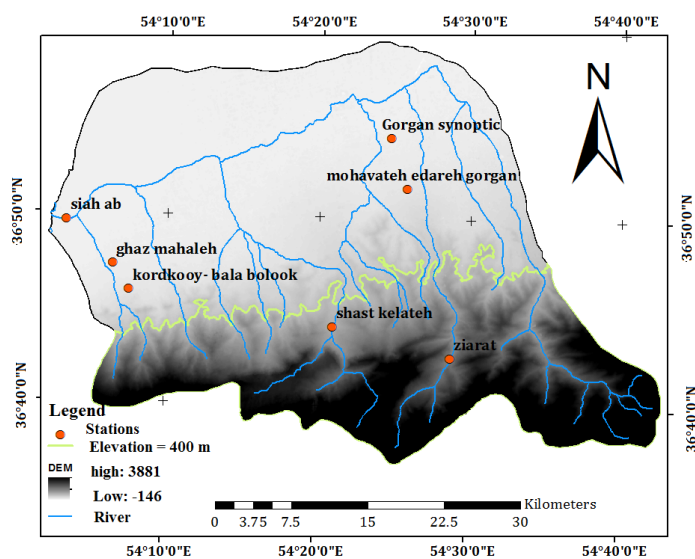 54°10'0"E 54°20'0"E 54°30'0"E 54°40'0"E
N
Gorgan synoptic
mohavateh edareh gorgan
siah ab
36°50'0"N
36°50'0"N
ghaz mahaleh
kordkooy- bala bolook
shast kelateh
ziarat
36°40'0"N
36°40'0"N
Legend
Stations
Elevation = 400 m
DEM
high: 3881
Low: -146
River
Kilometers
0 3.75 7.5 15 22.5 30
54°10'0"E 54°20'0"E 54°30'0"E 54°40'0"E